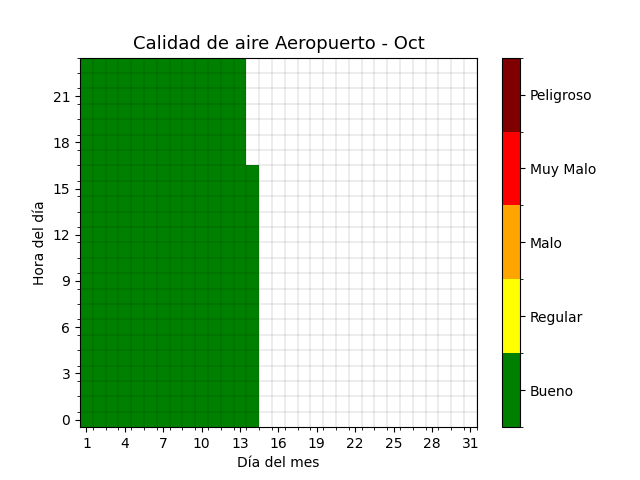 Calidad de aire Aeropuerto - Oct
Hora del día
21
18
15
12
9
6
3
0
1 4 7 10 13 16 19 22 25 28 31
Día del mes
Peligroso
Muy Malo
Malo
Regular
Bueno